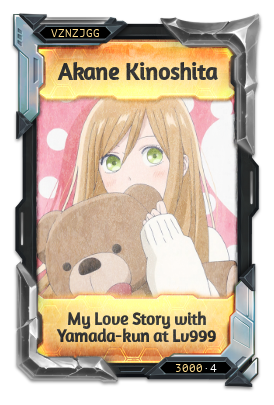 VZNZJGG
Akane Kinoshita
My Love Story with
Yamada-kun at Lv999
3000·4